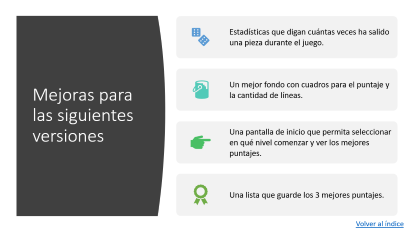 Mejoras para
las siguientes
versiones
Estadísticas que digan cuántas veces ha salido
una pieza durante el juego.
Un mejor fondo con cuadros para el puntaje y
la cantidad de líneas.
Una pantalla de inicio que permita seleccionar
en qué nivel comenzar y ver los mejores
puntajes.
Una lista que guarde los 3 mejores puntajes.
Volver al índice